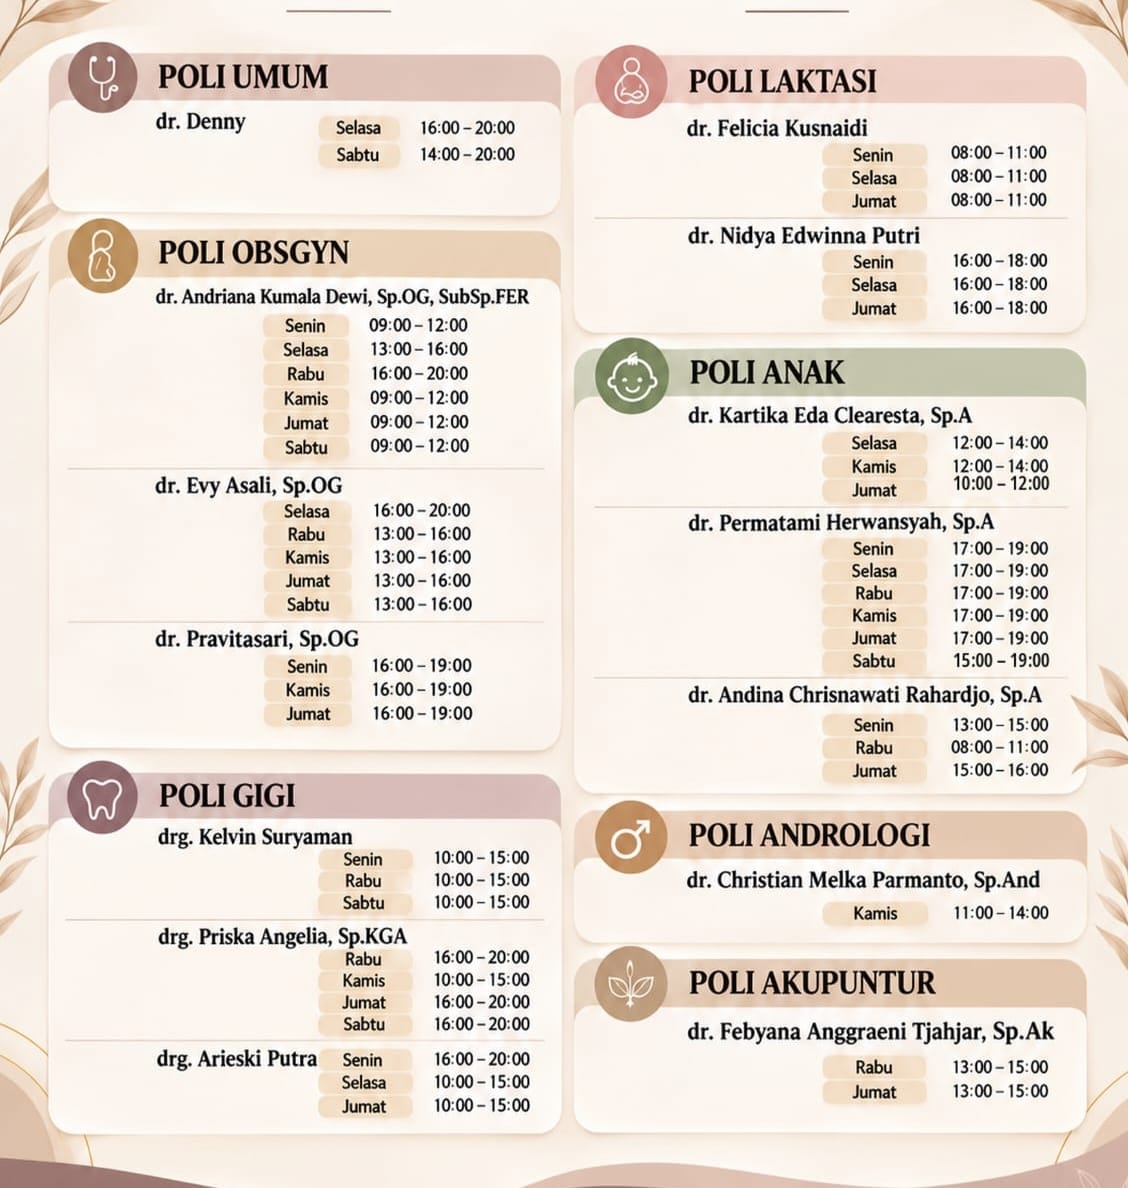 POLI UMUM
dr. Denny
Selasa 16:00 – 20:00
Sabtu 14:00 – 20:00
POLI OBSGYN
dr. Andriana Kumala Dewi, Sp.OG, SubSp.FER
Senin 09:00 – 12:00
Selasa 13:00 – 16:00
Rabu 16:00 – 20:00
Kamis 09:00 – 12:00
Jumat 09:00 – 12:00
Sabtu 09:00 – 12:00
dr. Evy Asali, Sp.OG
Selasa 16:00 – 20:00
Rabu 13:00 – 16:00
Kamis 13:00 – 16:00
Jumat 13:00 – 16:00
Sabtu 13:00 – 16:00
dr. Pravitasari, Sp.OG
Senin 16:00 – 19:00
Kamis 16:00 – 19:00
Jumat 16:00 – 19:00
POLI GIGI
drg. Kelvin Suryaman
Senin 10:00 – 15:00
Rabu 10:00 – 15:00
Sabtu 10:00 – 15:00
drg. Priska Angelia, Sp.KGA
Rabu 16:00 – 20:00
Kamis 10:00 – 15:00
Jumat 16:00 – 20:00
Sabtu 16:00 – 20:00
drg. Arieski Putra Senin 16:00 – 20:00
Selasa 10:00 – 15:00
Jumat 10:00 – 15:00
POLI LAKTASI
dr. Felicia Kusnaidi
Senin 08:00 – 11:00
Selasa 08:00 – 11:00
Jumat 08:00 – 11:00
dr. Nidya Edwinna Putri
Senin 16:00 – 18:00
Selasa 16:00 – 18:00
Jumat 16:00 – 18:00
POLI ANAK
dr. Kartika Eda Clearesta, Sp.A
Selasa 12:00 – 14:00
Kamis 12:00 – 14:00
Jumat 10:00 – 12:00
dr. Permatami Herwansyah, Sp.A
Senin 17:00 – 19:00
Selasa 17:00 – 19:00
Rabu 17:00 – 19:00
Kamis 17:00 – 19:00
Jumat 17:00 – 19:00
Sabtu 15:00 – 19:00
dr. Andina Chrisnawati Rahardjo, Sp.A
Senin 13:00 – 15:00
Rabu 08:00 – 11:00
Jumat 15:00 – 16:00
POLI ANDROLOGI
dr. Christian Melka Parmanto, Sp.And
Kamis 11:00 – 14:00
POLI AKUPUNTUR
dr. Febyana Anggraeni Tjahjar, Sp.Ak
Rabu 13:00 – 15:00
Jumat 13:00 – 15:00